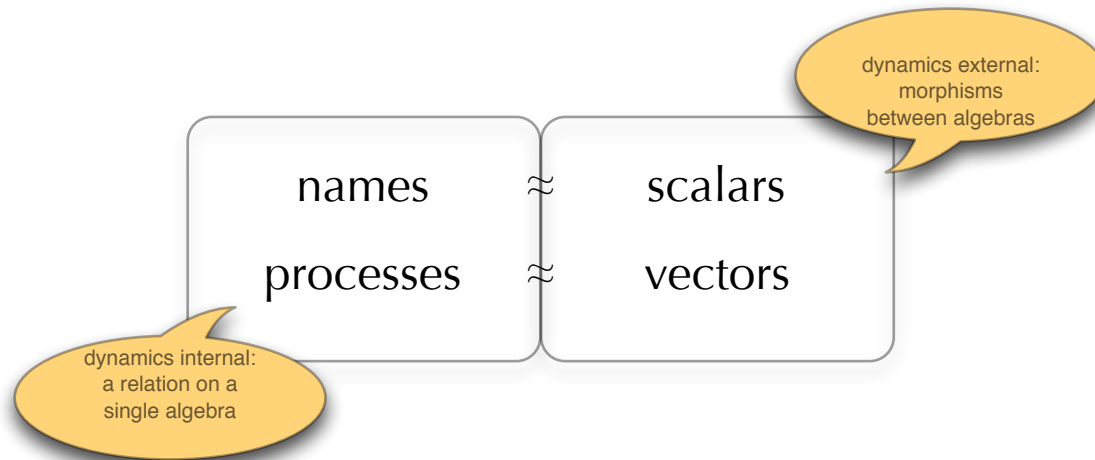 dynamics external:
morphisms
between algebras
names ≈ scalars
processes ≈ vectors
dynamics internal:
a relation on a
single algebra